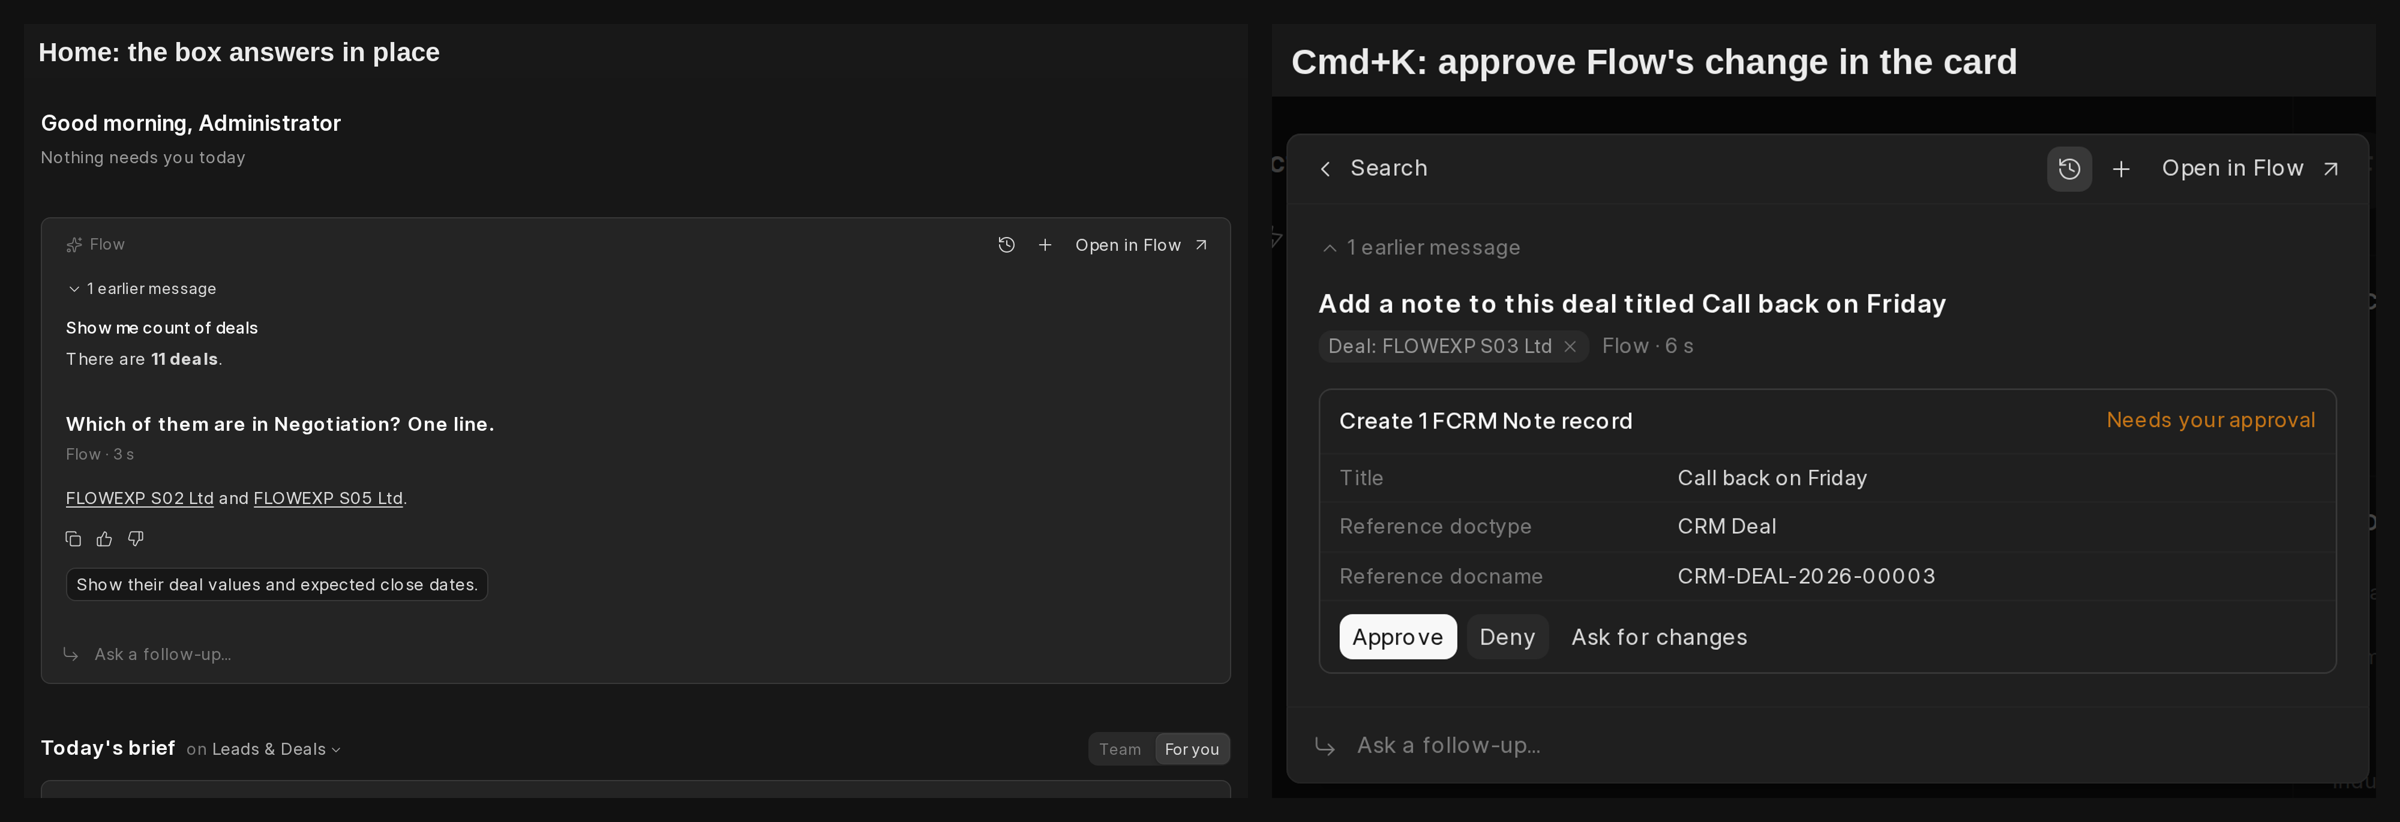 Home: the box answers in place
Good morning, Administrator
Nothing needs you today
Flow
Open in Flow
1 earlier message
Show me count of deals
There are 11 deals.
Which of them are in Negotiation? One line.
Flow · 3 s
FLOWEXP S02 Ltd and FLOWEXP S05 Ltd.
Show their deal values and expected close dates.
Ask a follow-up...
Today's brief on Leads & Deals
Team For you
Cmd+K: approve Flow's change in the card
Search
Open in Flow
1 earlier message
Add a note to this deal titled Call back on Friday
Deal: FLOWEXP S03 Ltd Flow · 6 s
Create 1 FCRM Note record
Needs your approval
Title Call back on Friday
Reference doctype CRM Deal
Reference docname CRM-DEAL-2026-00003
Approve Deny Ask for changes
Ask a follow-up...